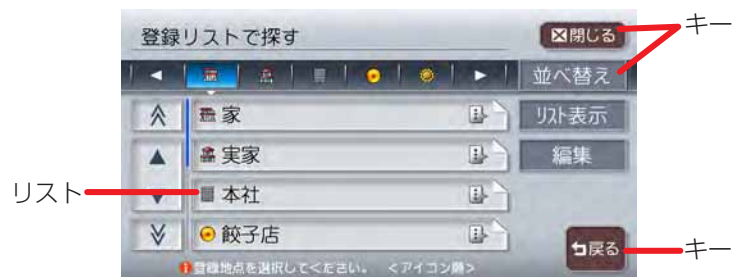 登録リストで探す
閉じる
キー
並べ替え
家
リスト表示
実家
編集
リスト
本社
餃子店
戻る
キー
登録地点を選択してください。 <アイコン順>